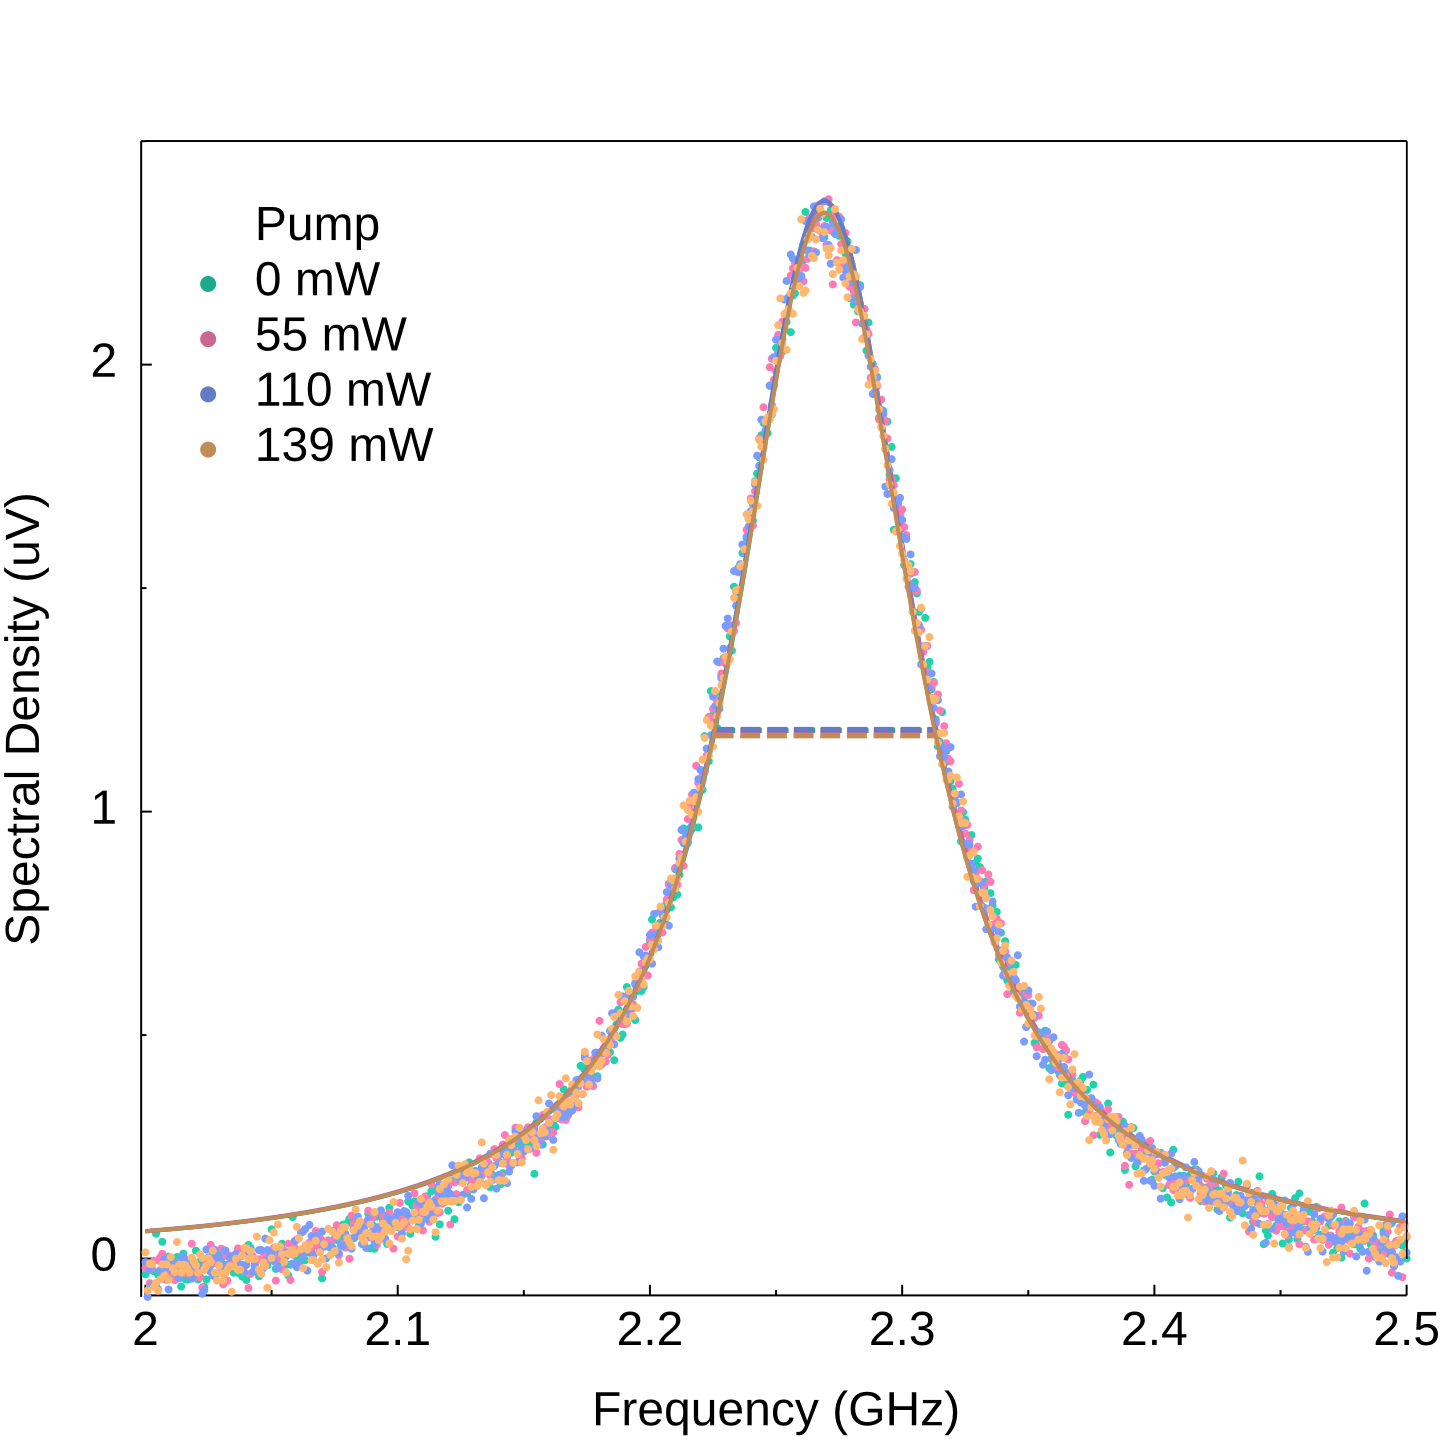 Pump
0 mW
55 mW
110 mW
139 mW
Spectral Density (uV)
2
1
0
2 2.1 2.2 2.3 2.4 2.5
Frequency (GHz)